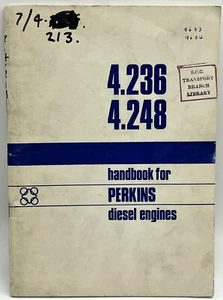 7/4.
213.
4.236
4.248
S.P.C.
TRANSPORT
BRANCH
LIBRARY
handbook for
PERKINS
diesel engines